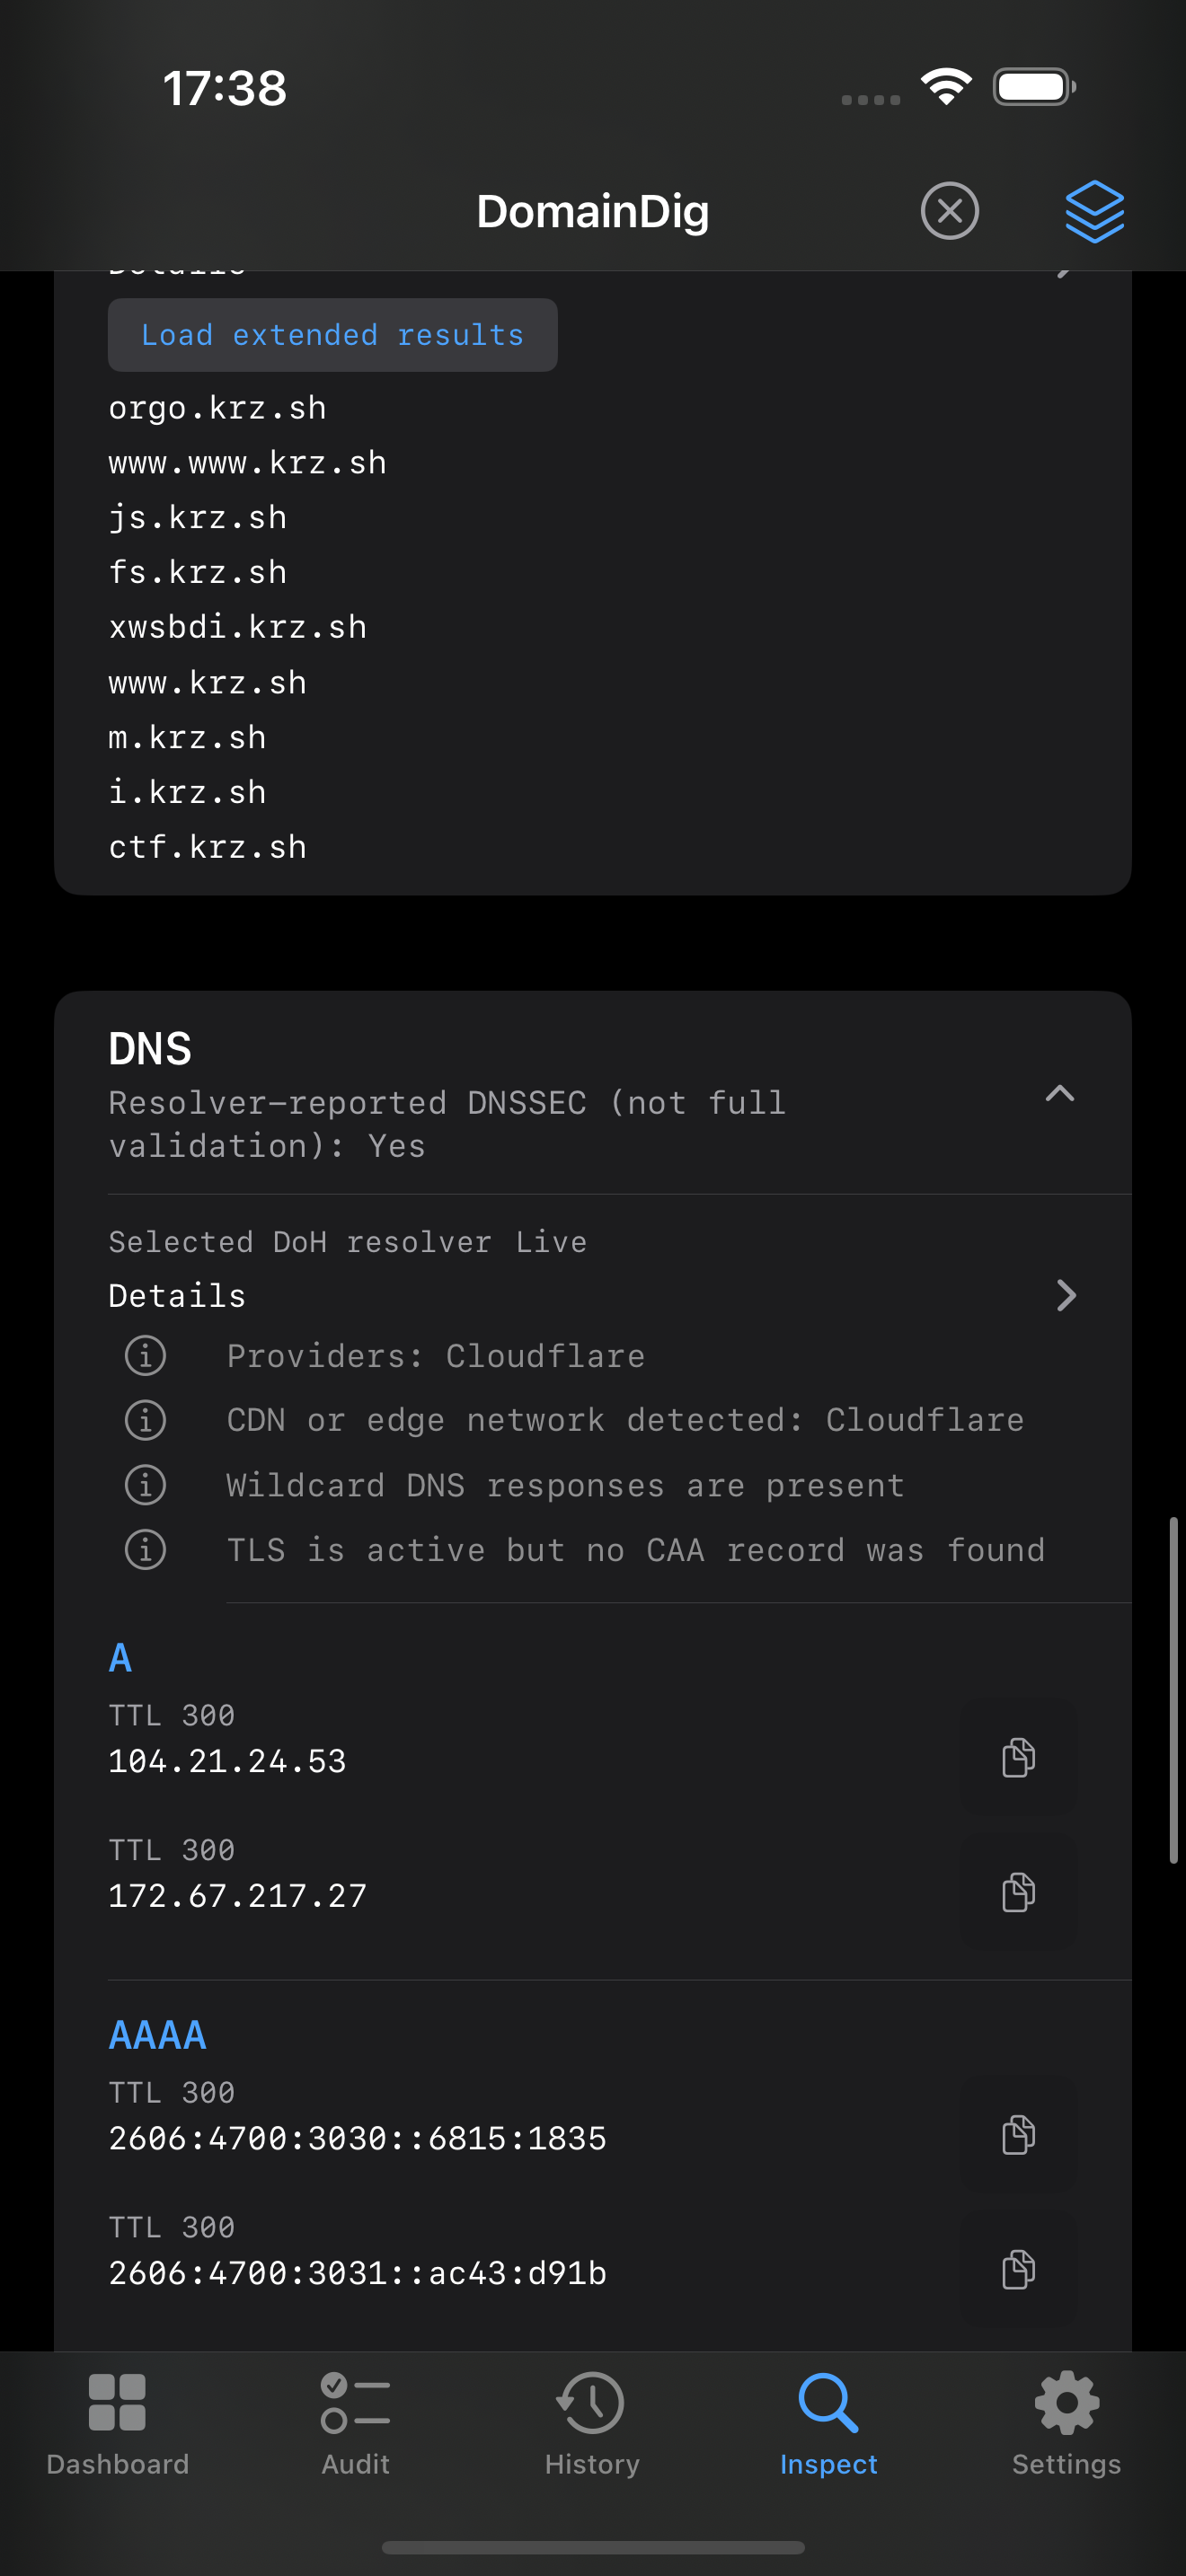 17:38
DomainDig
Details
Load extended results
orgo.krz.sh
www.www.krz.sh
js.krz.sh
fs.krz.sh
xwsbdi.krz.sh
www.krz.sh
m.krz.sh
i.krz.sh
ctf.krz.sh
DNS
Resolver-reported DNSSEC (not full
validation): Yes
Selected DoH resolver Live
Details
Providers: Cloudflare
CDN or edge network detected: Cloudflare
Wildcard DNS responses are present
TLS is active but no CAA record was found
A
TTL 300
104.21.24.53
TTL 300
172.67.217.27
AAAA
TTL 300
2606:4700:3030::6815:1835
TTL 300
2606:4700:3031::ac43:d91b
Dashboard
Audit
History
Inspect
Settings